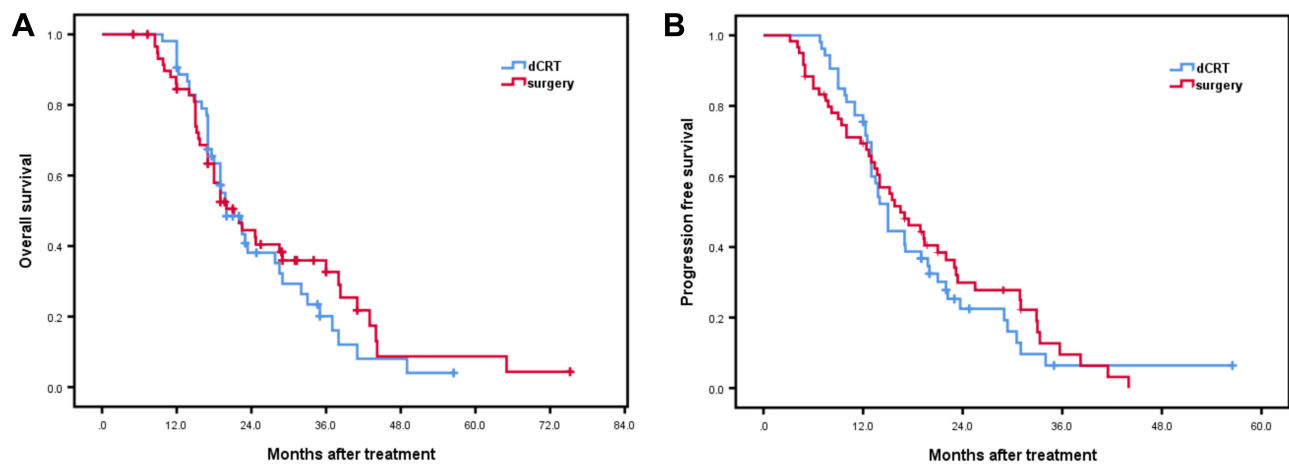 A
Overall survival
1.0
0.8
0.6
0.4
0.2
0.0
dCRT
surgery
.0 12.0 24.0 36.0 48.0 60.0 72.0 84.0
Months after treatment
B
Progression free survival
1.0
0.8
0.6
0.4
0.2
0.0
dCRT
surgery
.0 12.0 24.0 36.0 48.0 60.0
Months after treatment